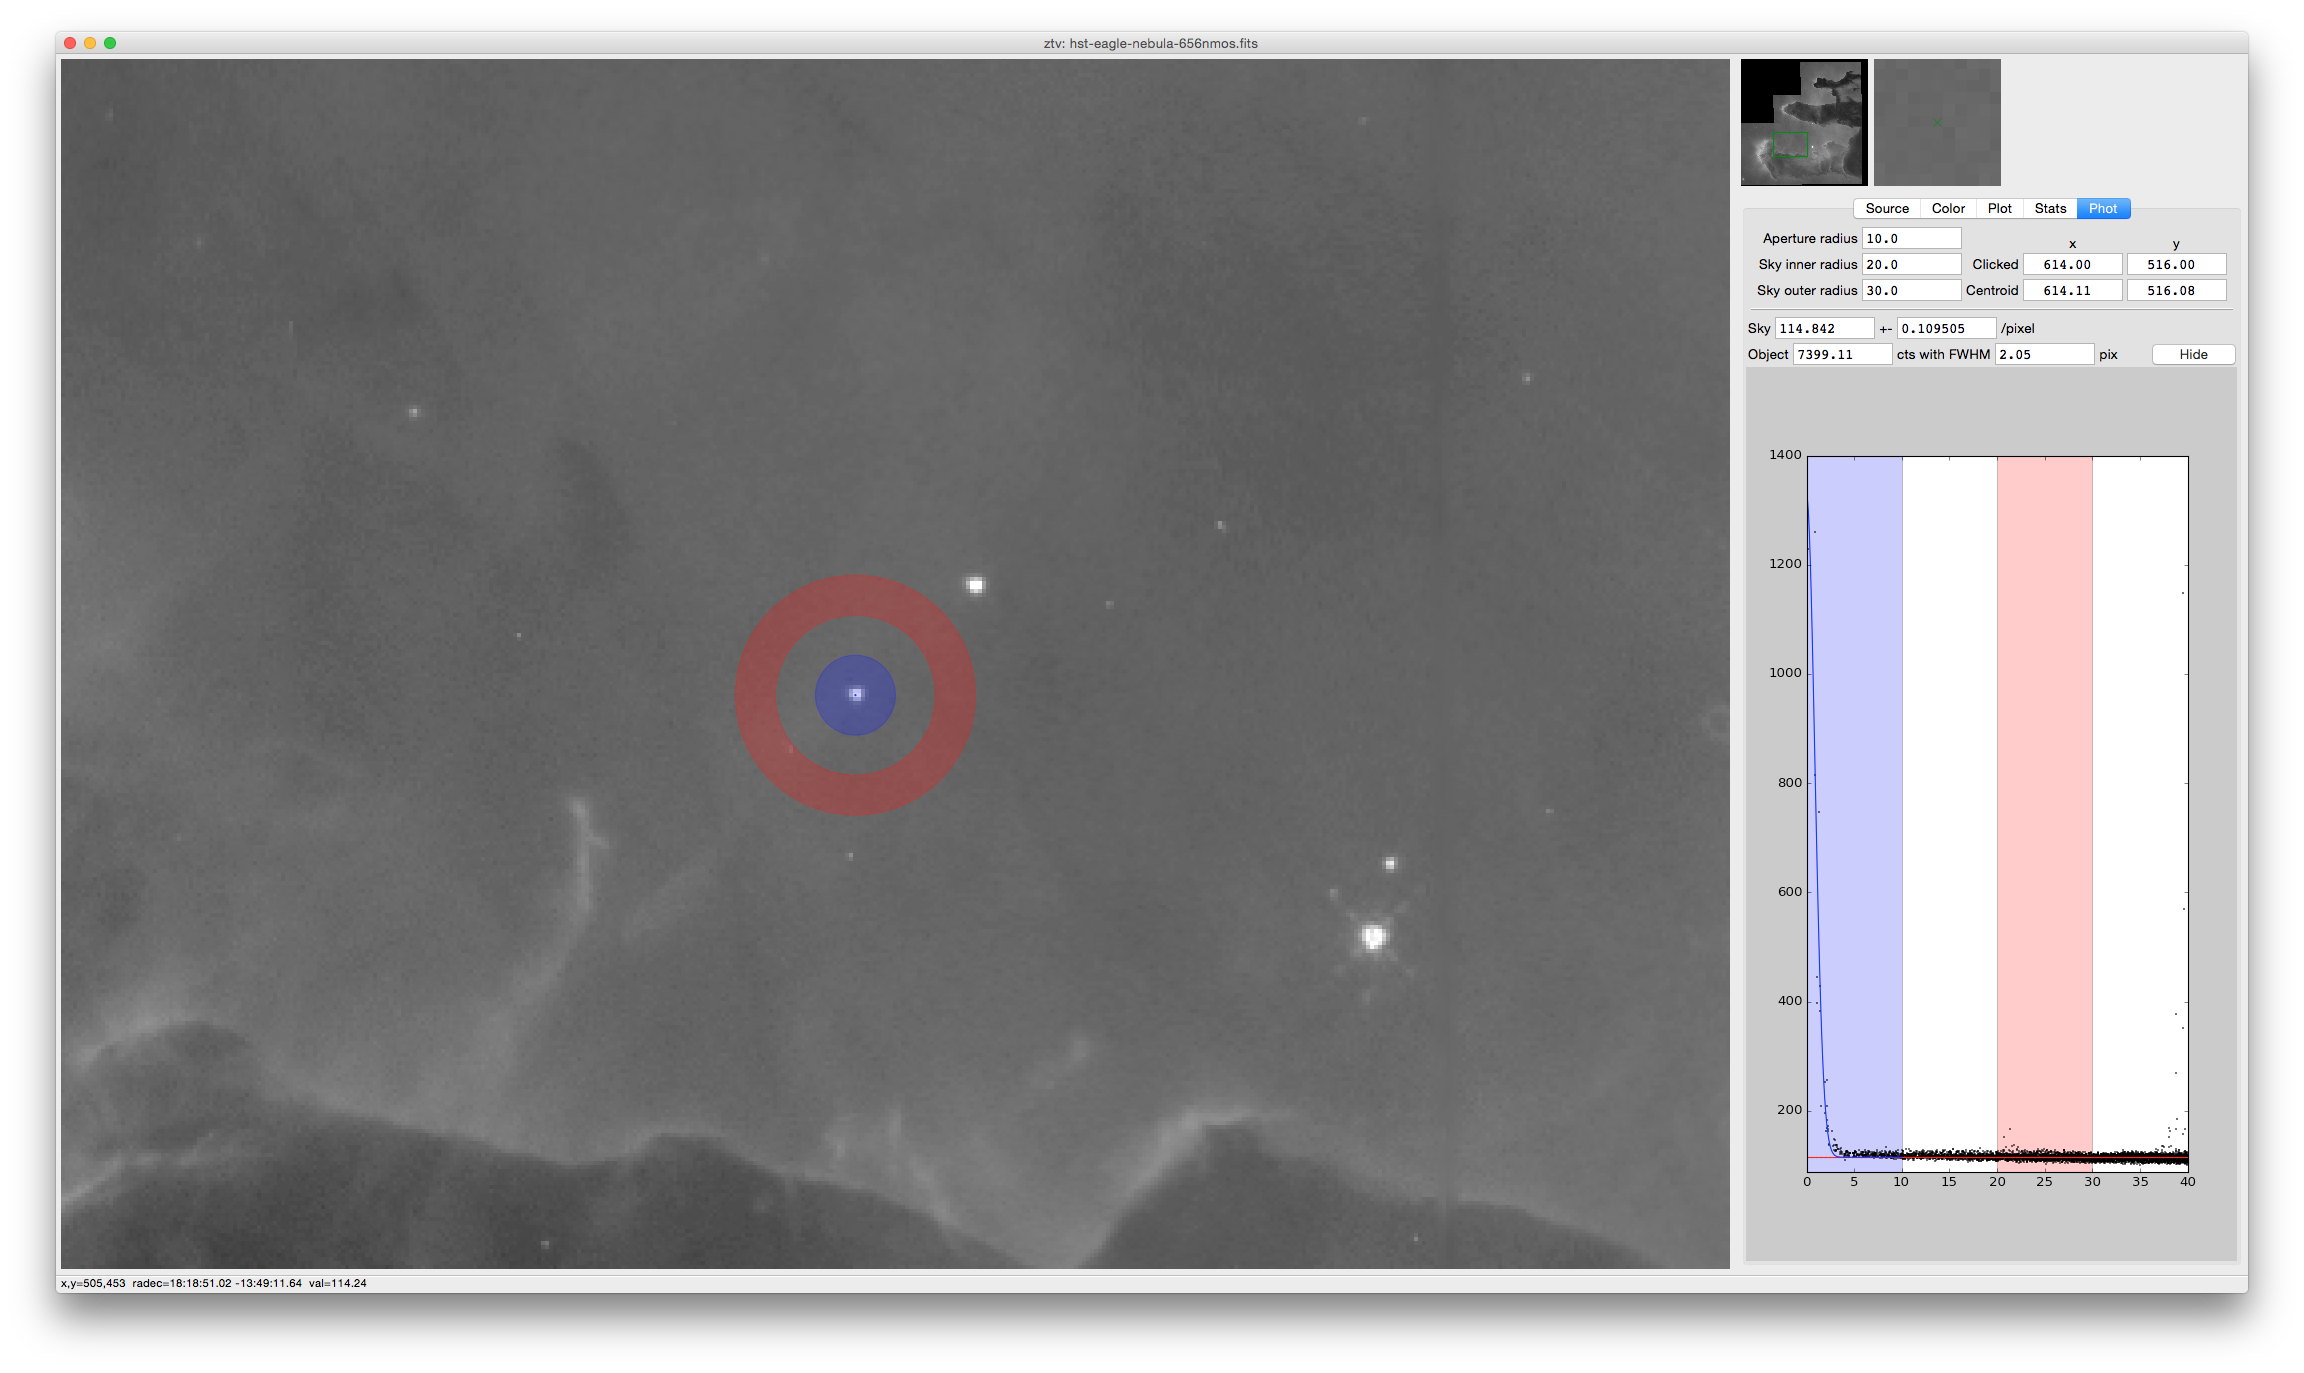 ztv: hst-eagle-nebula-656nmos.fits
Source Color Plot Stats Phot
Aperture radius 10.0 x y
Sky inner radius 20.0 Clicked 614.00 516.00
Sky outer radius 30.0 Centroid 614.11 516.08
Sky 114.842 +- 0.109505 /pixel
Object 7399.11 cts with FWHM 2.05 pix Hide
1400
1200
1000
800
600
400
200
0 5 10 15 20 25 30 35 40
x,y=505,453 radec=18:18:51.02 -13:49:11.64 val=114.24